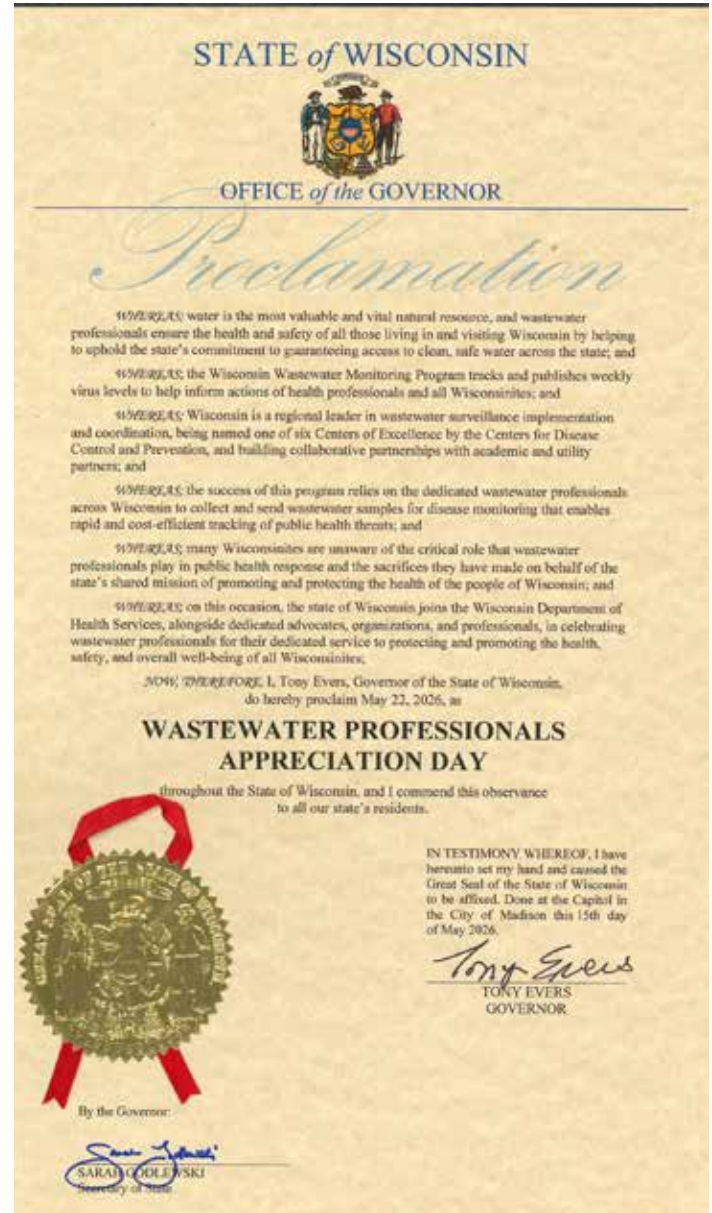 STATE of WISCONSIN
OFFICE of the GOVERNOR
Proclamation
WHEREAS; water is the most valuable and vital natural resource, and wastewater
professionals ensure the health and safety of all those living in and visiting Wisconsin by helping
to uphold the state's commitment to guaranteeing access to clean, safe water across the state; and
WHEREAS; the Wisconsin Wastewater Monitoring Program tracks and publishes weekly
virus levels to help inform actions of health professionals and all Wisconsinites; and
WHEREAS; Wisconsin is a regional leader in wastewater surveillance implementation
and coordination, being named one of six Centers of Excellence by the Centers for Disease
Control and Prevention, and building collaborative partnerships with academic and utility
partners; and
WHEREAS; the success of this program relies on the dedicated wastewater professionals
across Wisconsin to collect and send wastewater samples for disease monitoring that enables
rapid and cost-efficient tracking of public health threats; and
WHEREAS; many Wisconsinites are unaware of the critical role that wastewater
professionals play in public health response and the sacrifices they have made on behalf of the
state's shared mission of promoting and protecting the health of the people of Wisconsin; and
WHEREAS; on this occasion, the state of Wisconsin joins the Wisconsin Department of
Health Services, alongside dedicated advocates, organizations, and professionals, in celebrating
wastewater professionals for their dedicated service to protecting and promoting the health,
safety, and overall well-being of all Wisconsinites;
NOW, THEREFORE, I, Tony Evers, Governor of the State of Wisconsin,
do hereby proclaim May 22, 2026, as
WASTEWATER PROFESSIONALS
APPRECIATION DAY
throughout the State of Wisconsin, and I commend this observance
to all our state's residents.
GREAT SEAL OF THE STATE OF WISCONSIN
IN TESTIMONY WHEREOF, I have
hereunto set my hand and caused the
Great Seal of the State of Wisconsin
to be affixed. Done at the Capitol in
the City of Madison this 15th day
of May 2026.
Tony Evers
TONY EVERS
GOVERNOR
By the Governor:
Sarah Godlewski
SARAH GODLEWSKI
Secretary of State